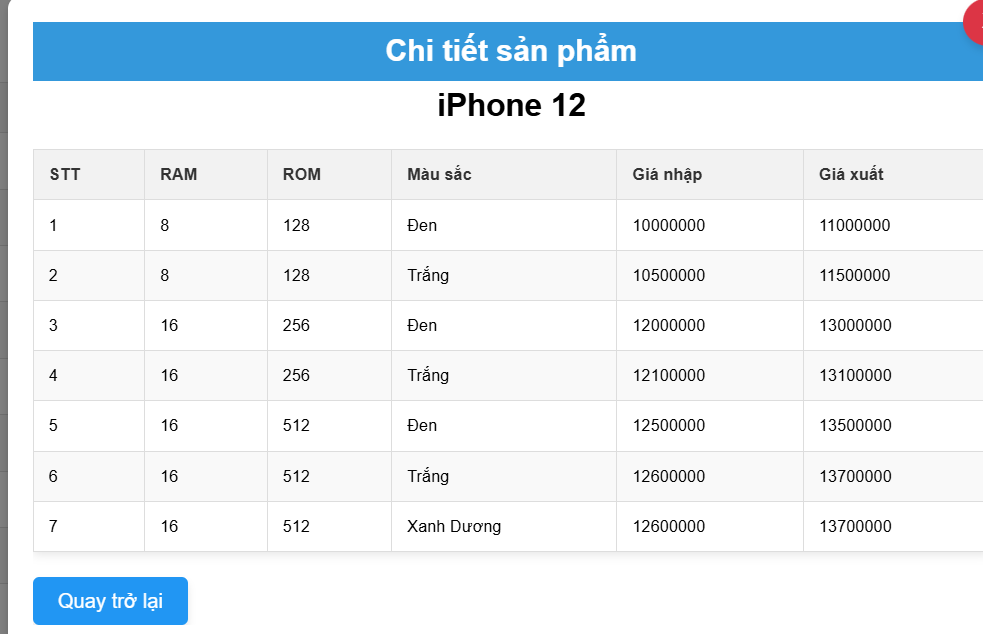 Chi tiết sản phẩm
iPhone 12
STT RAM ROM Màu sắc Giá nhập Giá xuất
1 8 128 Đen 10000000 11000000
2 8 128 Trắng 10500000 11500000
3 16 256 Đen 12000000 13000000
4 16 256 Trắng 12100000 13100000
5 16 512 Đen 12500000 13500000
6 16 512 Trắng 12600000 13700000
7 16 512 Xanh Dương 12600000 13700000
Quay trở lại